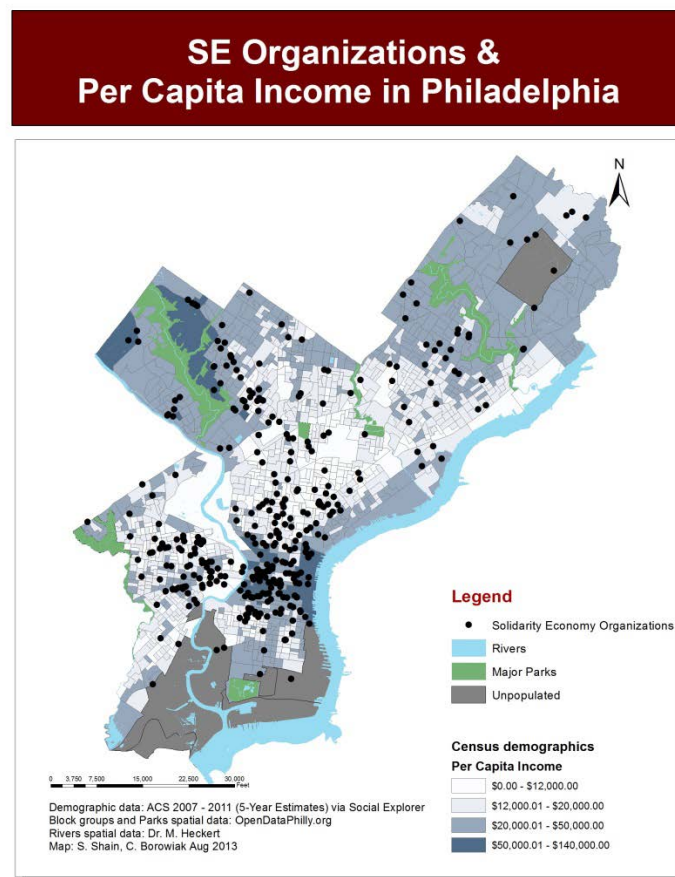 SE Organizations &
Per Capita Income in Philadelphia
N
Legend
Solidarity Economy Organizations
Rivers
Major Parks
Unpopulated
Census demographics
Per Capita Income
$0.00 - $12,000.00
$12,000.01 - $20,000.00
$20,000.01 - $50,000.00
$50,000.01 - $140,000.00
0 3,750 7,500 15,000 22,500 30,000
Feet
Demographic data: ACS 2007 - 2011 (5-Year Estimates) via Social Explorer
Block groups and Parks spatial data: OpenDataPhilly.org
Rivers spatial data: Dr. M. Heckert
Map: S. Shain, C. Borowiak Aug 2013